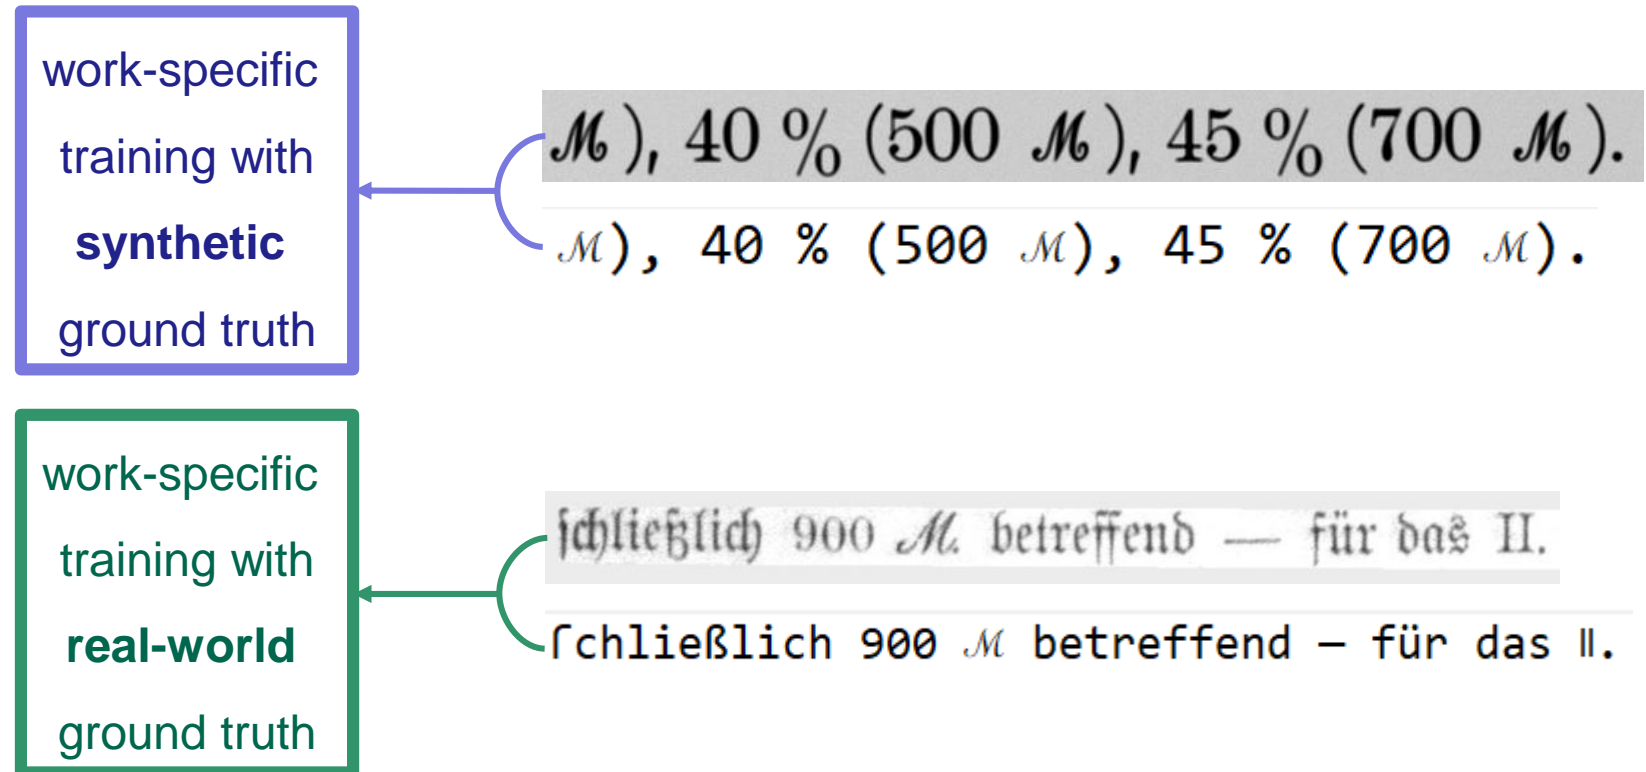 work-specific
training with
synthetic
ground truth
ℳ), 40 % (500 ℳ), 45 % (700 ℳ).
ℳ), 40 % (500 ℳ), 45 % (700 ℳ).
work-specific
training with
real-world
ground truth
ſchließlich 900 ℳ. betreffend — für das II.
ſchließlich 900 ℳ betreffend — für das Ⅱ.